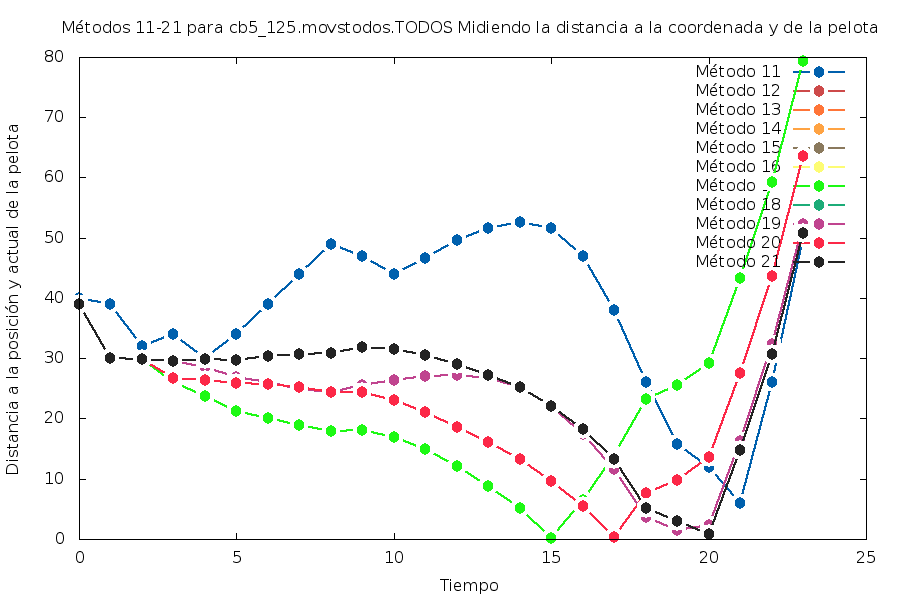 Métodos 11-21 para cb5_125.movstodos.TODOS Midiendo la distancia a la coordenada y de la pelota
Distancia a la posición y actual de la pelota
80
70
60
50
40
30
20
10
0
0 5 10 15 20 25
Tiempo
Método 11
Método 12
Método 13
Método 14
Método 15
Método 16
Método
Método 18
Método 19
Método 20
Método 21